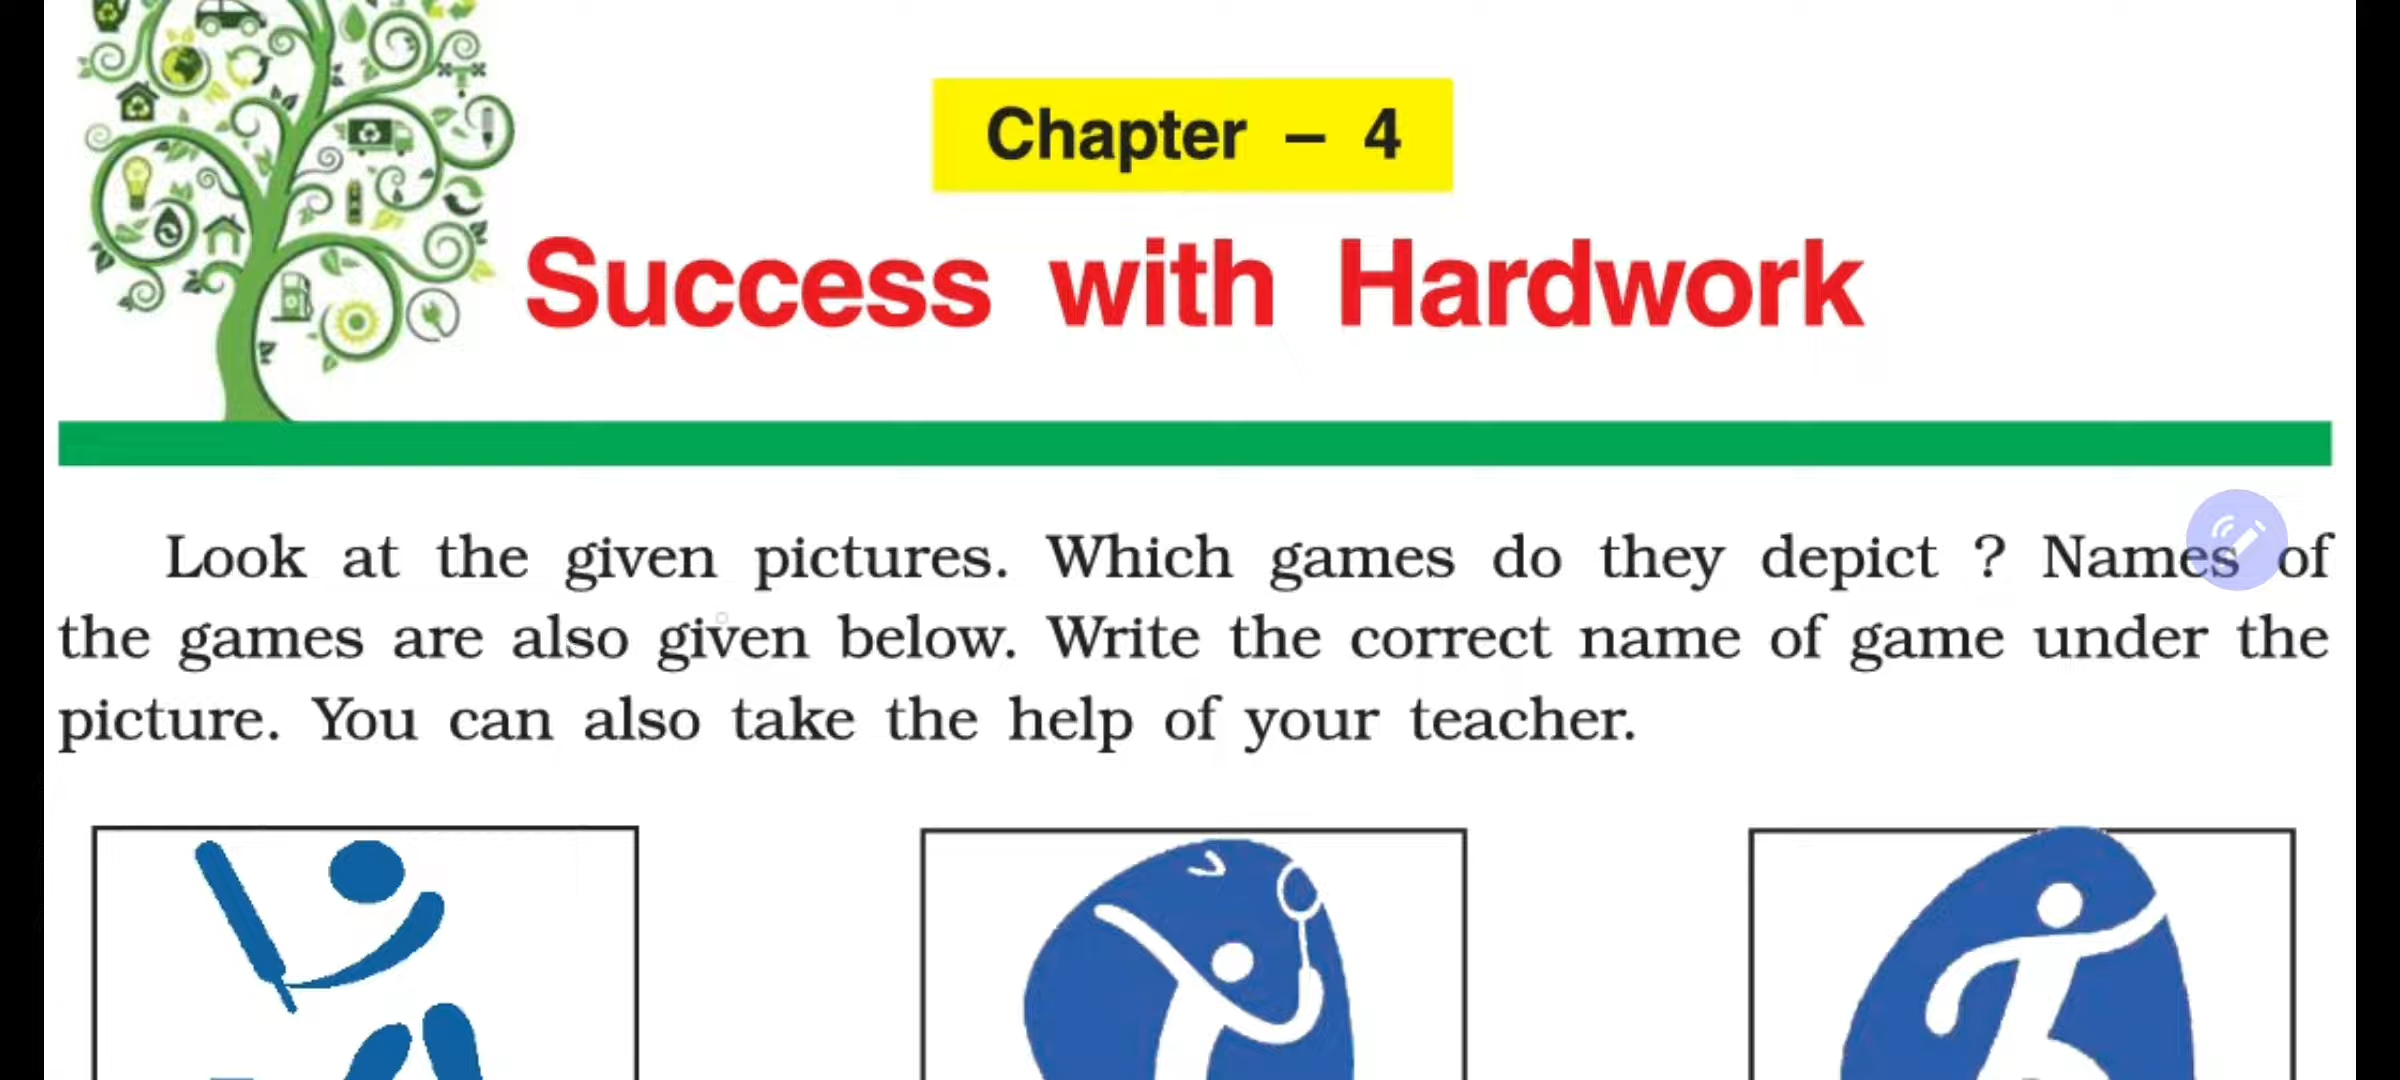 Chapter – 4
Success with Hardwork
Look at the given pictures. Which games do they depict ? Names of
the games are also given below. Write the correct name of game under the
picture. You can also take the help of your teacher.